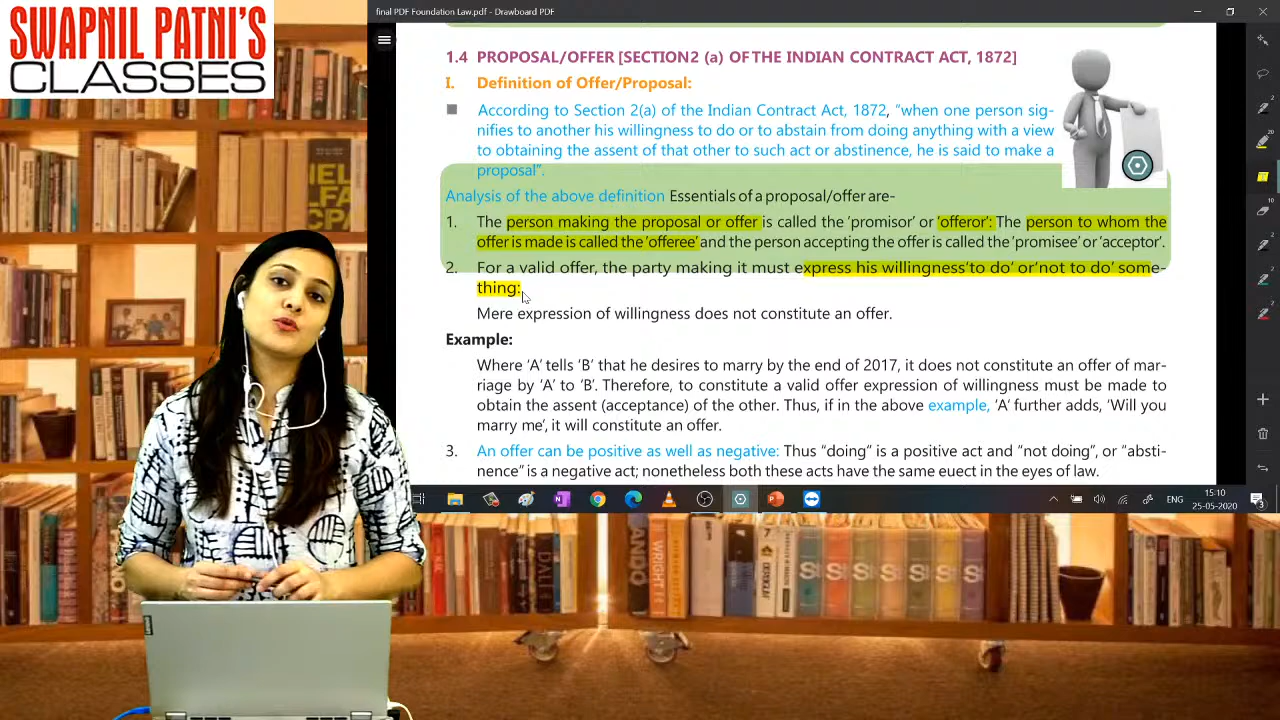 SWAPNIL PATNI'S
CLASSES
final PDF Foundation Law.pdf - Drawboard PDF
1.4 PROPOSAL/OFFER [SECTION2 (a) OF THE INDIAN CONTRACT ACT, 1872]
I. Definition of Offer/Proposal:
According to Section 2(a) of the Indian Contract Act, 1872, “when one person sig-
nifies to another his willingness to do or to abstain from doing anything with a view
to obtaining the assent of that other to such act or abstinence, he is said to make a
proposal”.
Analysis of the above definition Essentials of a proposal/offer are-
1. The person making the proposal or offer is called the ‘promisor’ or ‘offeror’: The person to whom the
offer is made is called the ‘offeree’ and the person accepting the offer is called the ‘promisee’ or ‘acceptor’.
2. For a valid offer, the party making it must express his willingness ‘to do’ or ‘not to do’ some-
thing:
Mere expression of willingness does not constitute an offer.
Example:
Where ‘A’ tells ‘B’ that he desires to marry by the end of 2017, it does not constitute an offer of mar-
riage by ‘A’ to ‘B’. Therefore, to constitute a valid offer expression of willingness must be made to
obtain the assent (acceptance) of the other. Thus, if in the above example, ‘A’ further adds, ‘Will you
marry me’, it will constitute an offer.
3. An offer can be positive as well as negative: Thus “doing” is a positive act and “not doing”, or “absti-
nence” is a negative act; nonetheless both these acts have the same euect in the eyes of law.
ENG
15:10
25-05-2020